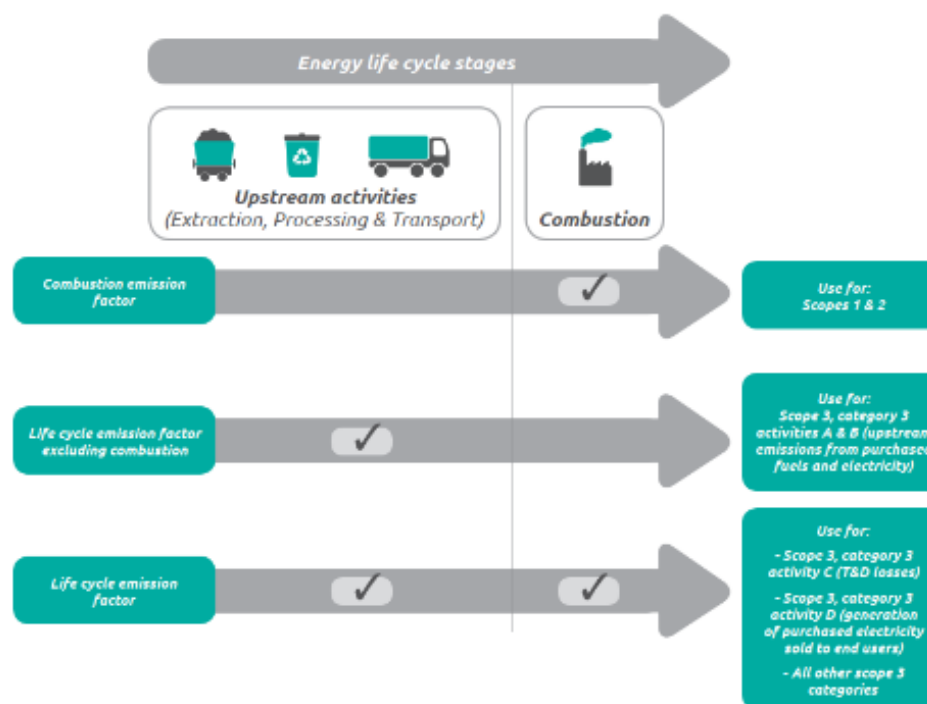 Energy life cycle stages
Upstream activities
(Extraction, Processing & Transport)
Combustion
Combustion emission
factor
Use for:
Scopes 1 & 2
Life cycle emission factor
excluding combustion
Use for:
Scope 3, category 3
activities A & B (upstream
emissions from purchased
fuels and electricity)
Life cycle emission
factor
Use for:
- Scope 3, category 3
activity C (T&D losses)
- Scope 3, category 3
activity D (generation
of purchased electricity
sold to end users)
- All other scope 3
categories